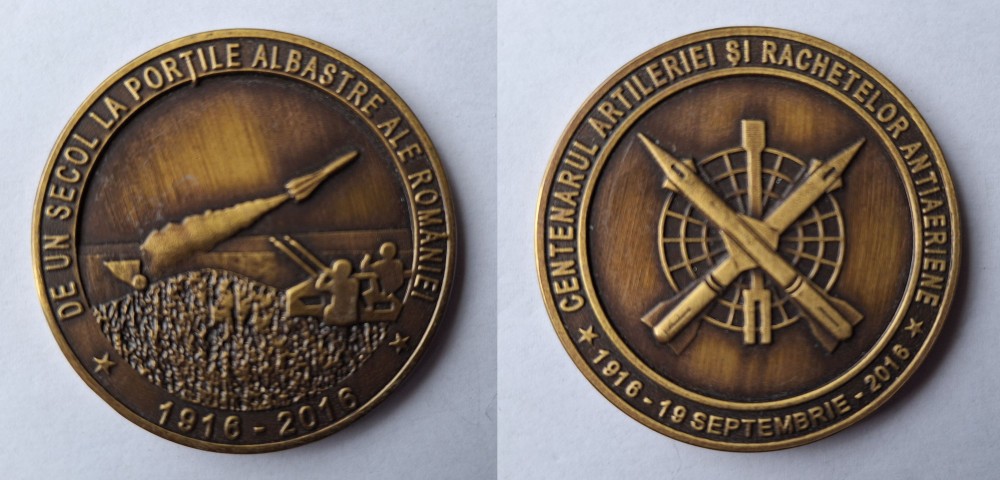 DE UN SECOL LA PORȚILE ALBASTRE ALE ROMÂNIEI
1916 - 2016
CENTENARUL ARTILERIEI ȘI RACHETELOR ANTIAERIENE
1916 - 19 SEPTEMBRIE - 2016